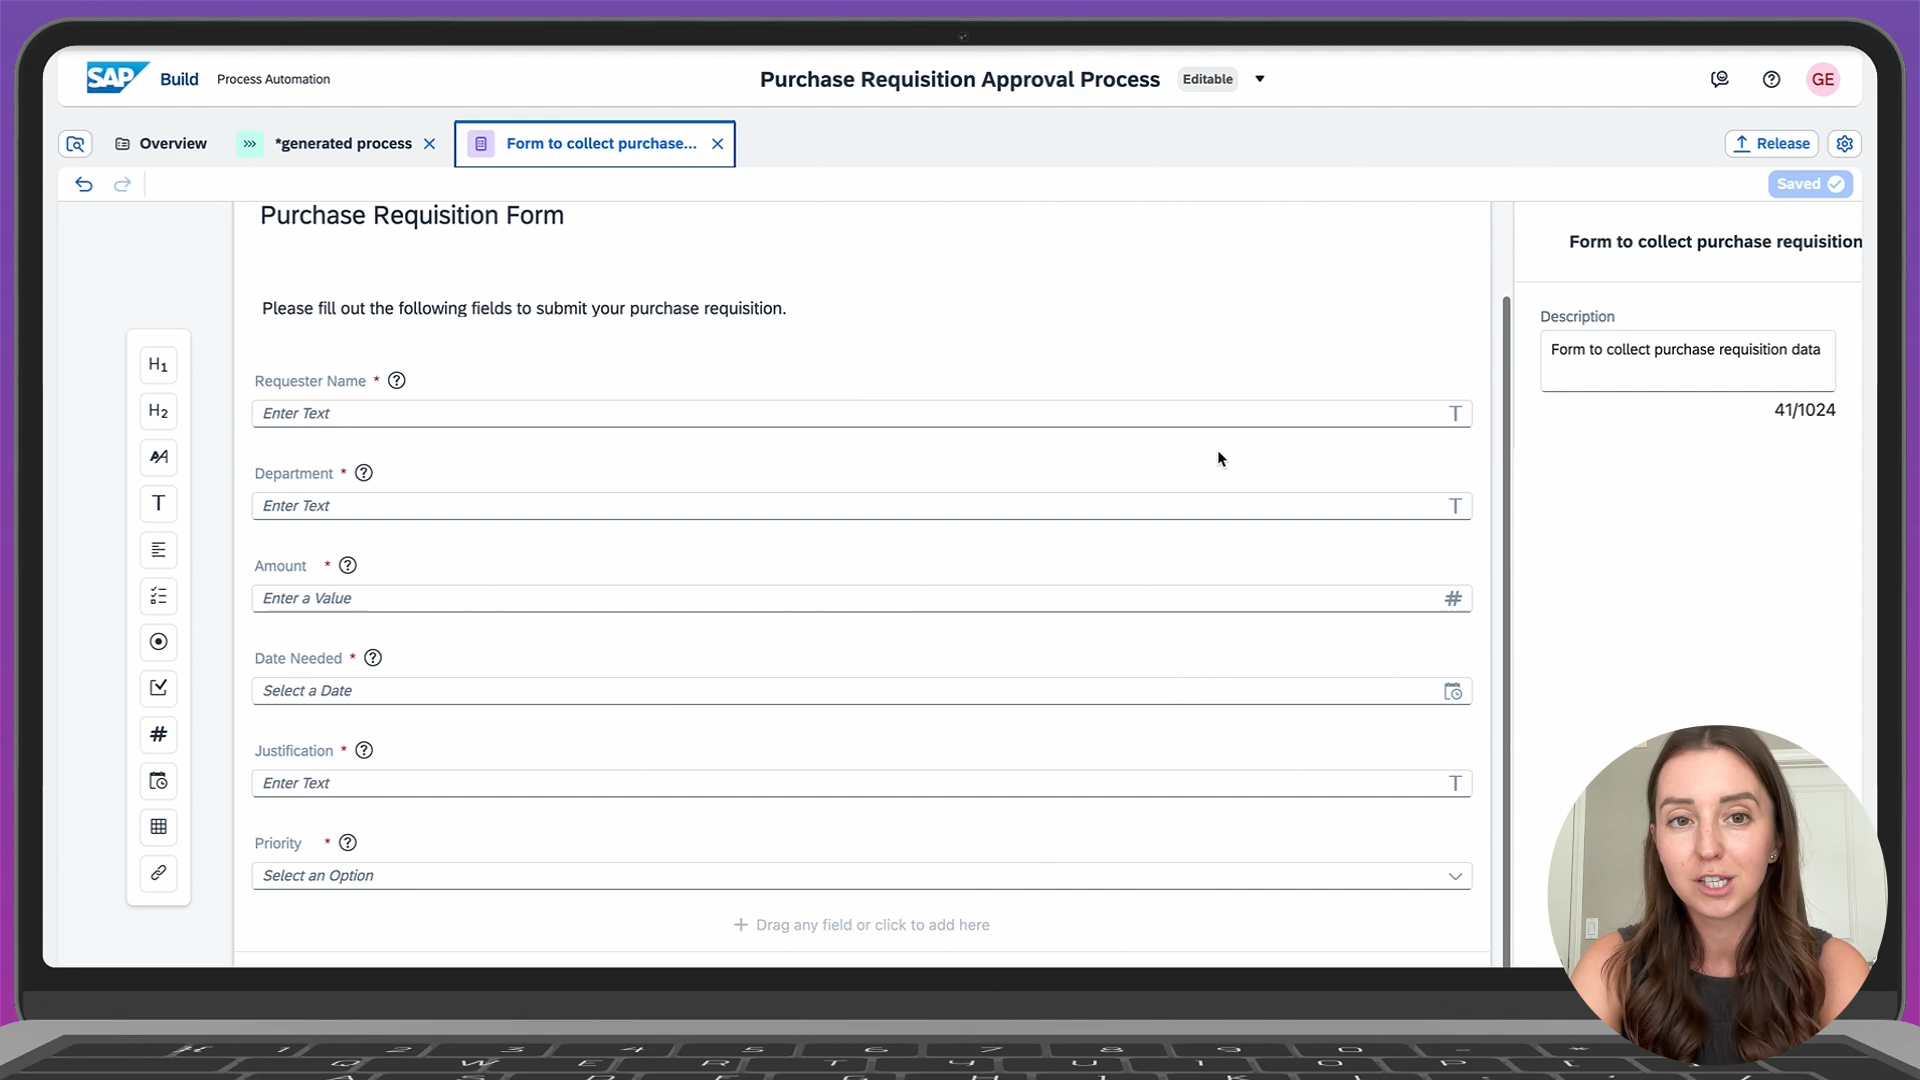 SAP Build Process Automation
Purchase Requisition Approval Process Editable
GE
Overview
*generated process
Form to collect purchase...
Release
Saved
Purchase Requisition Form
Please fill out the following fields to submit your purchase requisition.
H1
H2
T
#
Requester Name *
Enter Text
T
Department *
Enter Text
T
Amount *
Enter a Value
#
Date Needed *
Select a Date
Justification *
Enter Text
T
Priority *
Select an Option
+ Drag any field or click to add here
Form to collect purchase requisition
Description
Form to collect purchase requisition data
41/1024